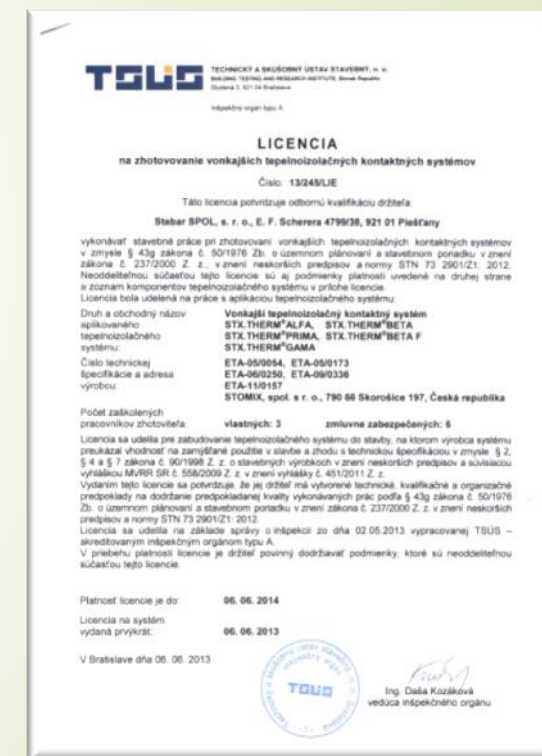 TSÚS
TECHNICKÝ A SKÚŠOBNÝ ÚSTAV STAVEBNÝ, n. o.
BUILDING TESTING AND RESEARCH INSTITUTE, Slovak Republic
Studená 3, 821 04 Bratislava
Inšpekčný orgán typu A
LICENCIA
na zhotovovanie vonkajších tepelnoizolačných kontaktných systémov
Číslo: 13/245/LIE
Táto licencia potvrdzuje odbornú kvalifikáciu držiteľa:
Stabar SPOL, s. r. o., E. F. Scherera 4799/38, 921 01 Piešťany
vykonávať stavebné práce pri zhotovovaní vonkajších tepelnoizolačných kontaktných systémov
v zmysle § 43g zákona č. 50/1976 Zb. o územnom plánovaní a stavebnom poriadku v znení
zákona č. 237/2000 Z. z., v znení neskorších predpisov a normy STN 73 2901/Z1: 2012.
Neoddeliteľnou súčasťou tejto licencie sú aj podmienky platnosti uvedené na druhej strane
a zoznam komponentov tepelnoizolačného systému v prílohe licencie.
Licencia bola udelená na práce s aplikáciou tepelnoizolačného systému:
Druh a obchodný názov Vonkajší tepelnoizolačný kontaktný systém
aplikovaného STX.THERM®ALFA, STX.THERM®BETA
tepelnoizolačného STX.THERM®PRIMA, STX.THERM®BETA F
systému: STX.THERM®GAMA
Číslo technickej ETA-05/0054, ETA-05/0173
špecifikácie a adresa ETA-06/0250, ETA-09/0336
výrobcu: ETA-11/0157
STOMIX, spol. s r. o., 790 66 Skorošice 197, Česká republika
Počet zaškolených
pracovníkov zhotoviteľa: vlastných: 3 zmluvne zabezpečených: 6
Licencia sa udelila pre zabudovanie tepelnoizolačného systému do stavby, na ktorom výrobca systému
preukázal vhodnosť na zamýšľané použitie v stavbe a zhodu s technickou špecifikáciou v zmysle § 2,
§ 4 a § 7 zákona č. 90/1998 Z. z. o stavebných výrobkoch v znení neskorších predpisov a súvisiacou
vyhláškou MVRR SR č. 558/2009 Z. z. v znení vyhlášky č. 451/2011 Z. z.
Vydaním tejto licencie sa potvrdzuje, že jej držiteľ má vytvorené technické, kvalifikačné a organizačné
predpoklady na dodržanie predpokladanej kvality vykonávaných prác podľa § 43g zákona č. 50/1976
Zb. o územnom plánovaní a stavebnom poriadku v znení zákona č. 237/2000 Z. z. v znení neskorších
predpisov a normy STN 73 2901/Z1: 2012.
Licencia sa udelila na základe správy o inšpekcii zo dňa 02.05.2013 vypracovanej TSÚS –
akreditovaným inšpekčným orgánom typu A.
V priebehu platnosti licencie je držiteľ povinný dodržiavať podmienky, ktoré sú neoddeliteľnou
súčasťou tejto licencie.
Platnosť licencie je do: 06. 06. 2014
Licencia na systém
vydaná prvýkrát: 06. 06. 2013
V Bratislave dňa 06. 06. 2013
TSÚS
Ing. Daša Kozáková
vedúca inšpekčného orgánu